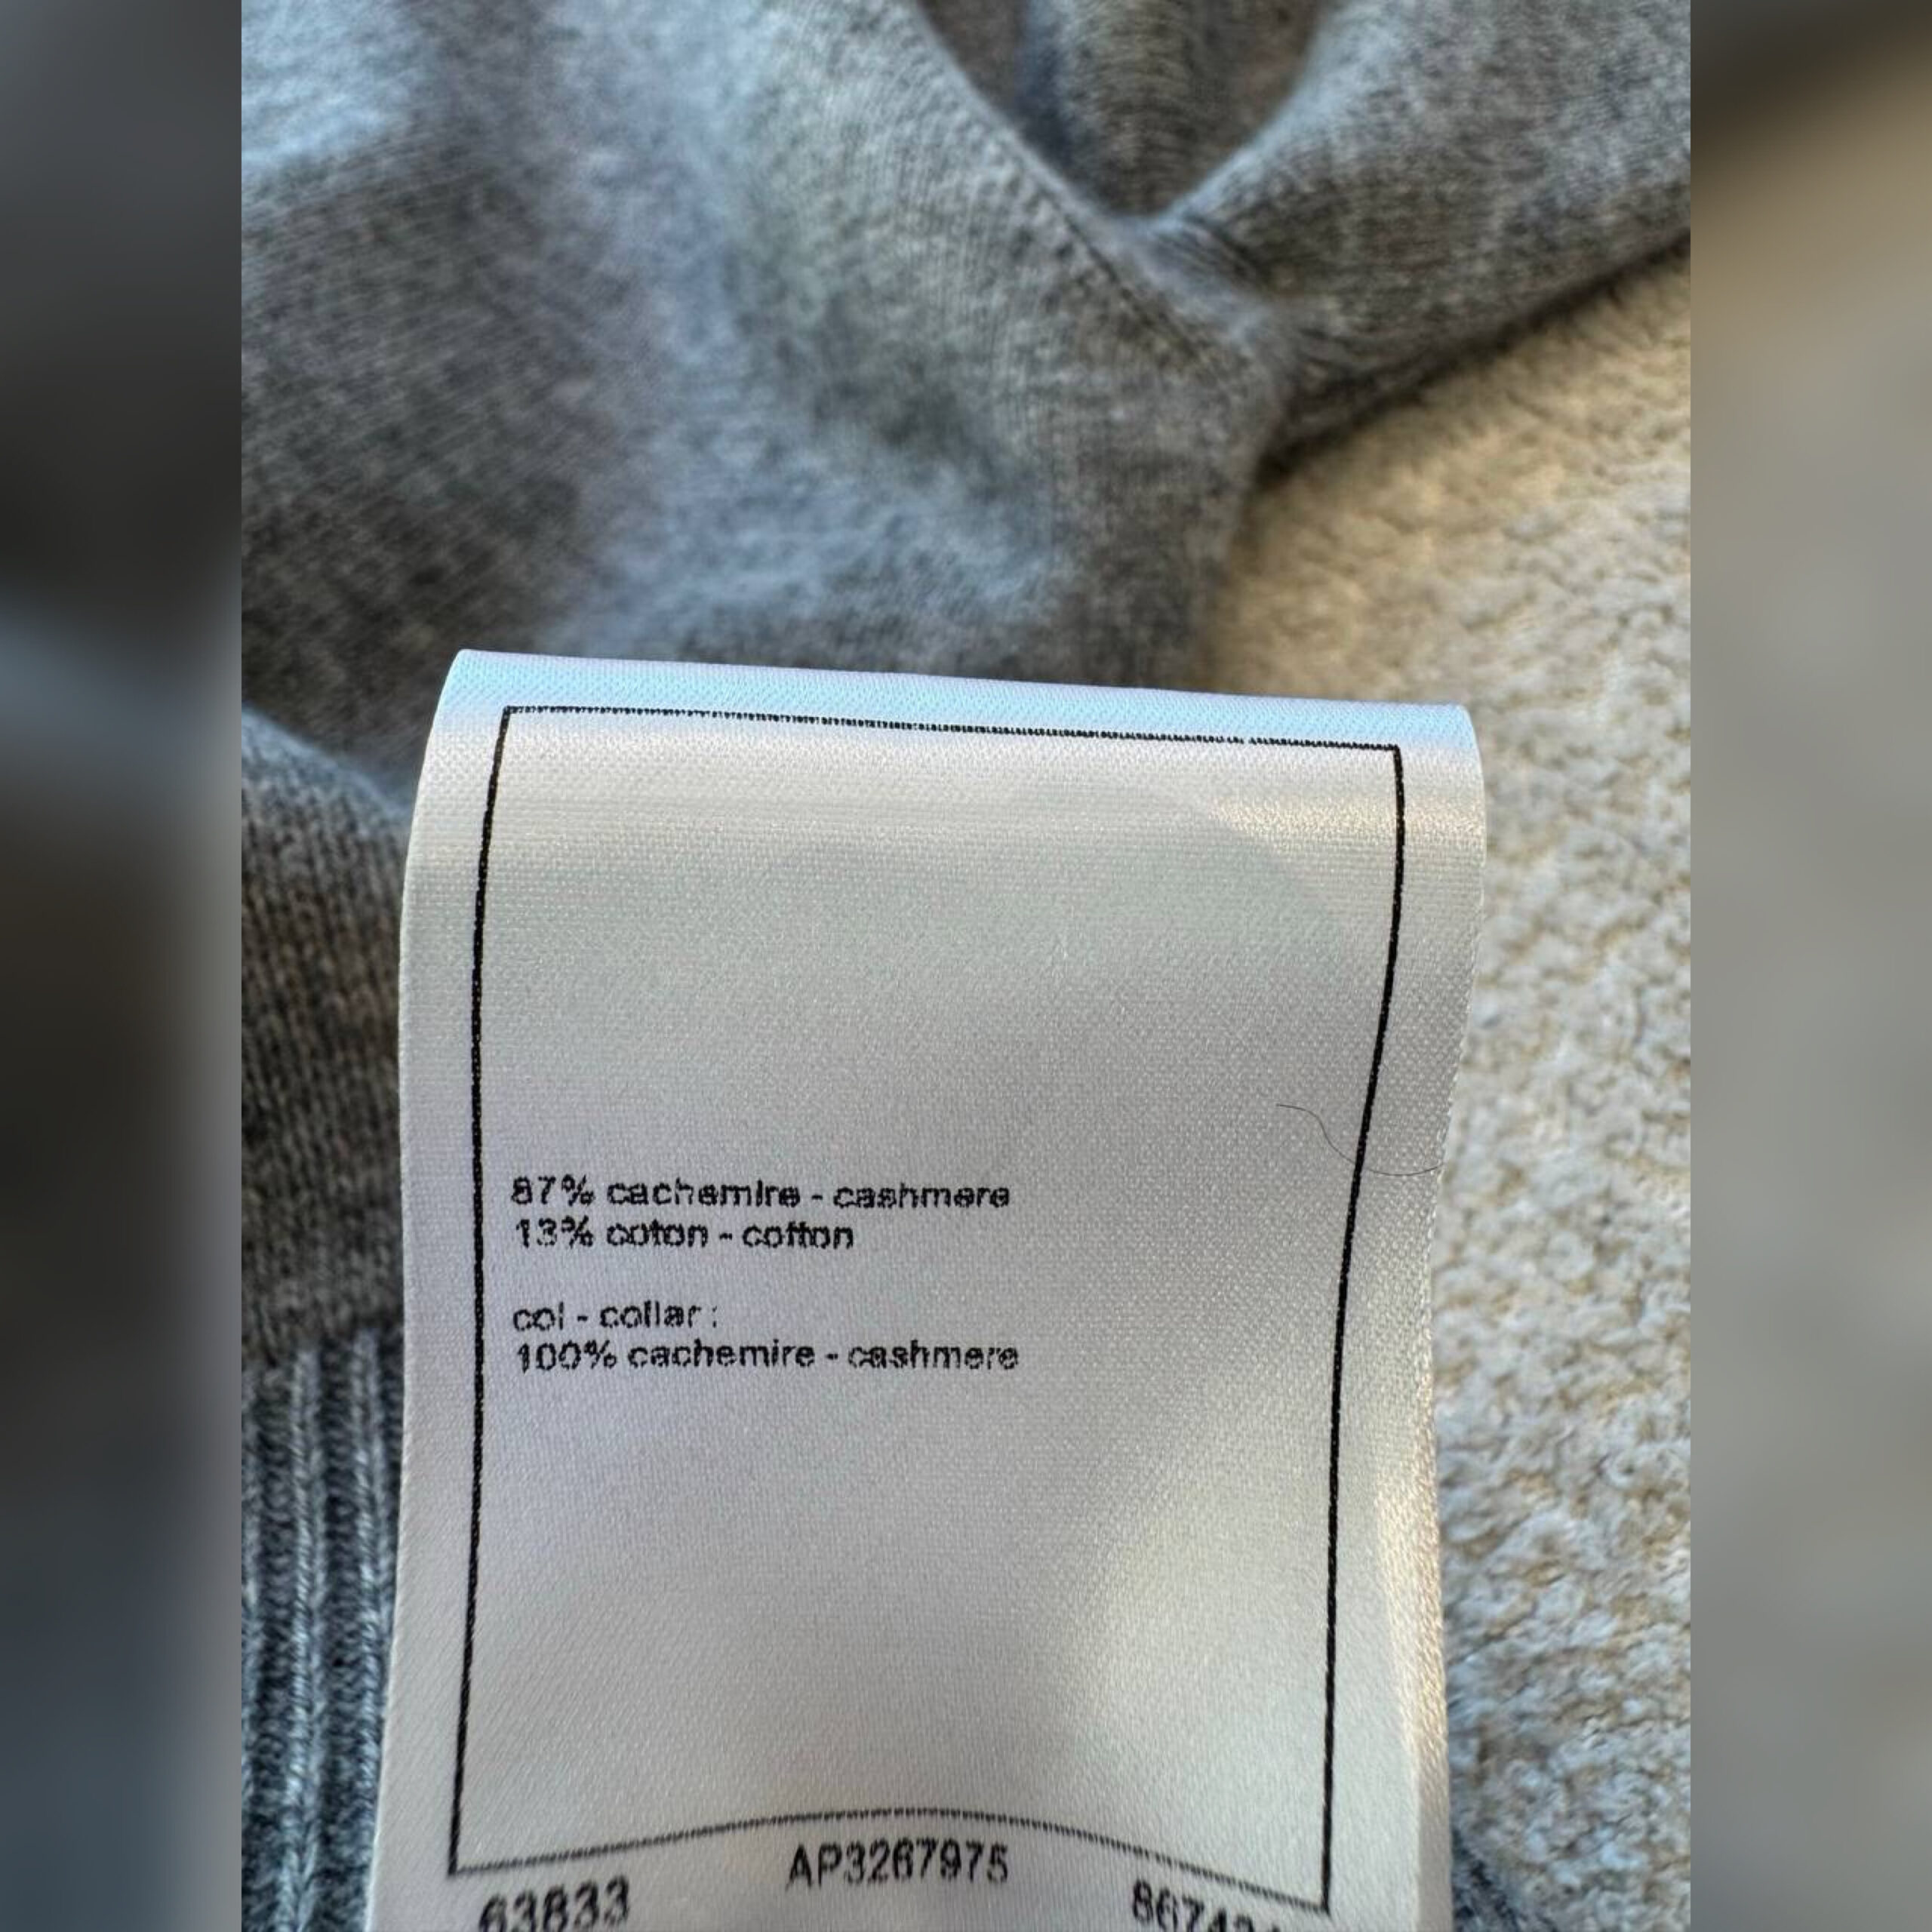 87% cachemire - cashmere
13% coton - cotton
col - collar :
100% cachemire - cashmere
AP3267975
63833